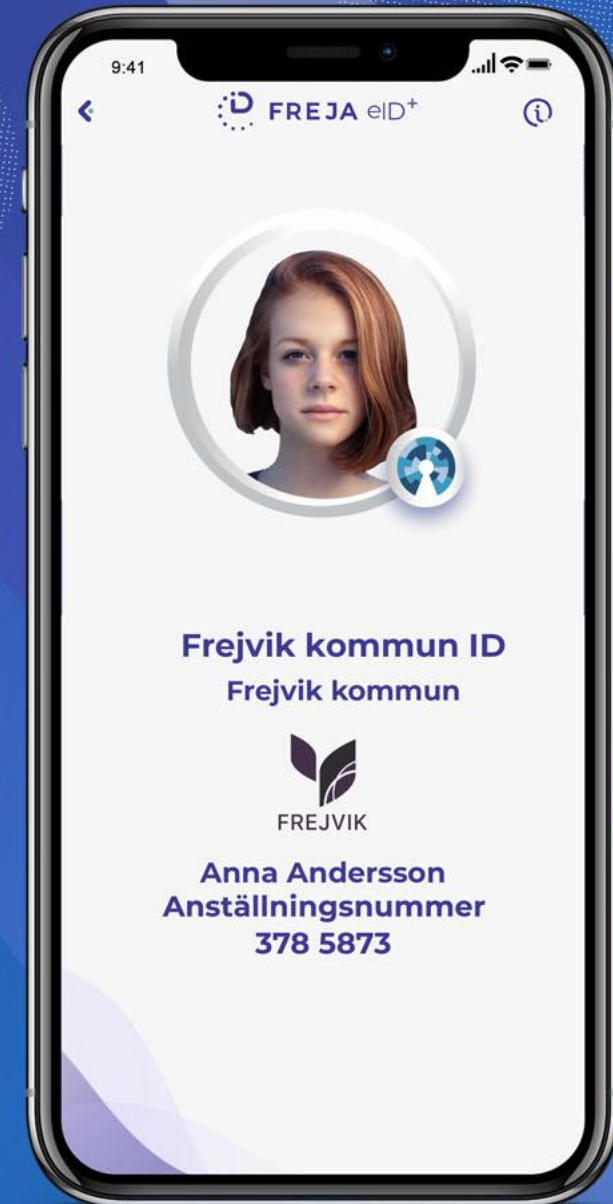 9:41
FREJA eID+
Frejvik kommun ID
Frejvik kommun
FREJVIK
Anna Andersson
Anställningsnummer
378 5873